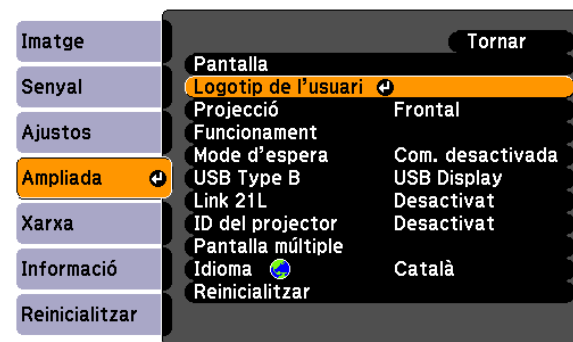 Imatge
Senyal
Ajustos
Ampliada
Xarxa
Informació
Reinicialitzar
Tornar
Pantalla
Logotip de l'usuari
Projecció Frontal
Funcionament
Mode d'espera Com. desactivada
USB Type B USB Display
Link 21L Desactivat
ID del projector Desactivat
Pantalla múltiple
Idioma Català
Reinicialitzar